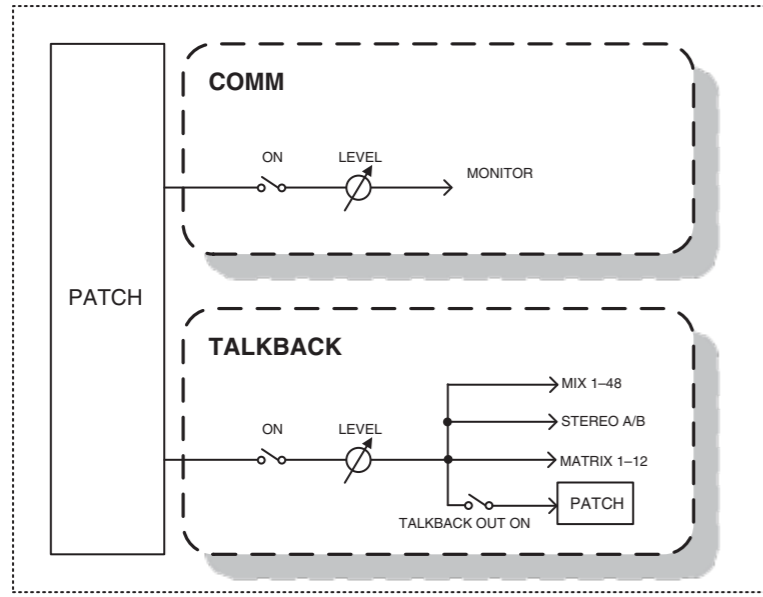 COMM
ON
LEVEL
MONITOR
PATCH
TALKBACK
ON
LEVEL
MIX 1–48
STEREO A/B
MATRIX 1–12
PATCH
TALKBACK OUT ON